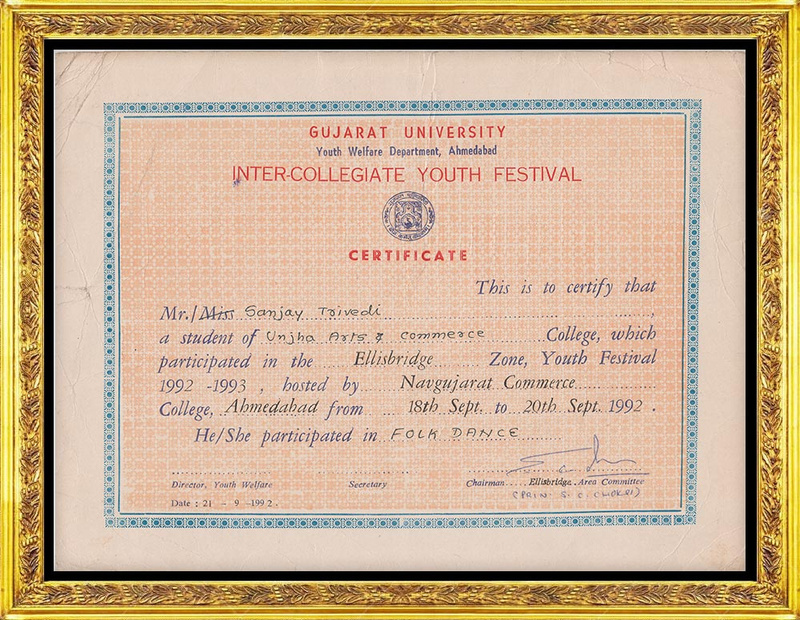 GUJARAT UNIVERSITY
Youth Welfare Department, Ahmedabad
INTER-COLLEGIATE YOUTH FESTIVAL
CERTIFICATE
This is to certify that
Mr./Miss Sanjay Trivedi
a student of Unjha Arts & Commerce College, which
participated in the Ellisbridge Zone, Youth Festival
1992 -1993 , hosted by Navgujarat Commerce
College, Ahmedabad from 18th Sept. to 20th Sept. 1992 .
He/She participated in FOLK DANCE
Director, Youth Welfare Secretary Chairman Ellisbridge Area Committee
(PRIN. S. C.
Date : 21 - 9 -1992.